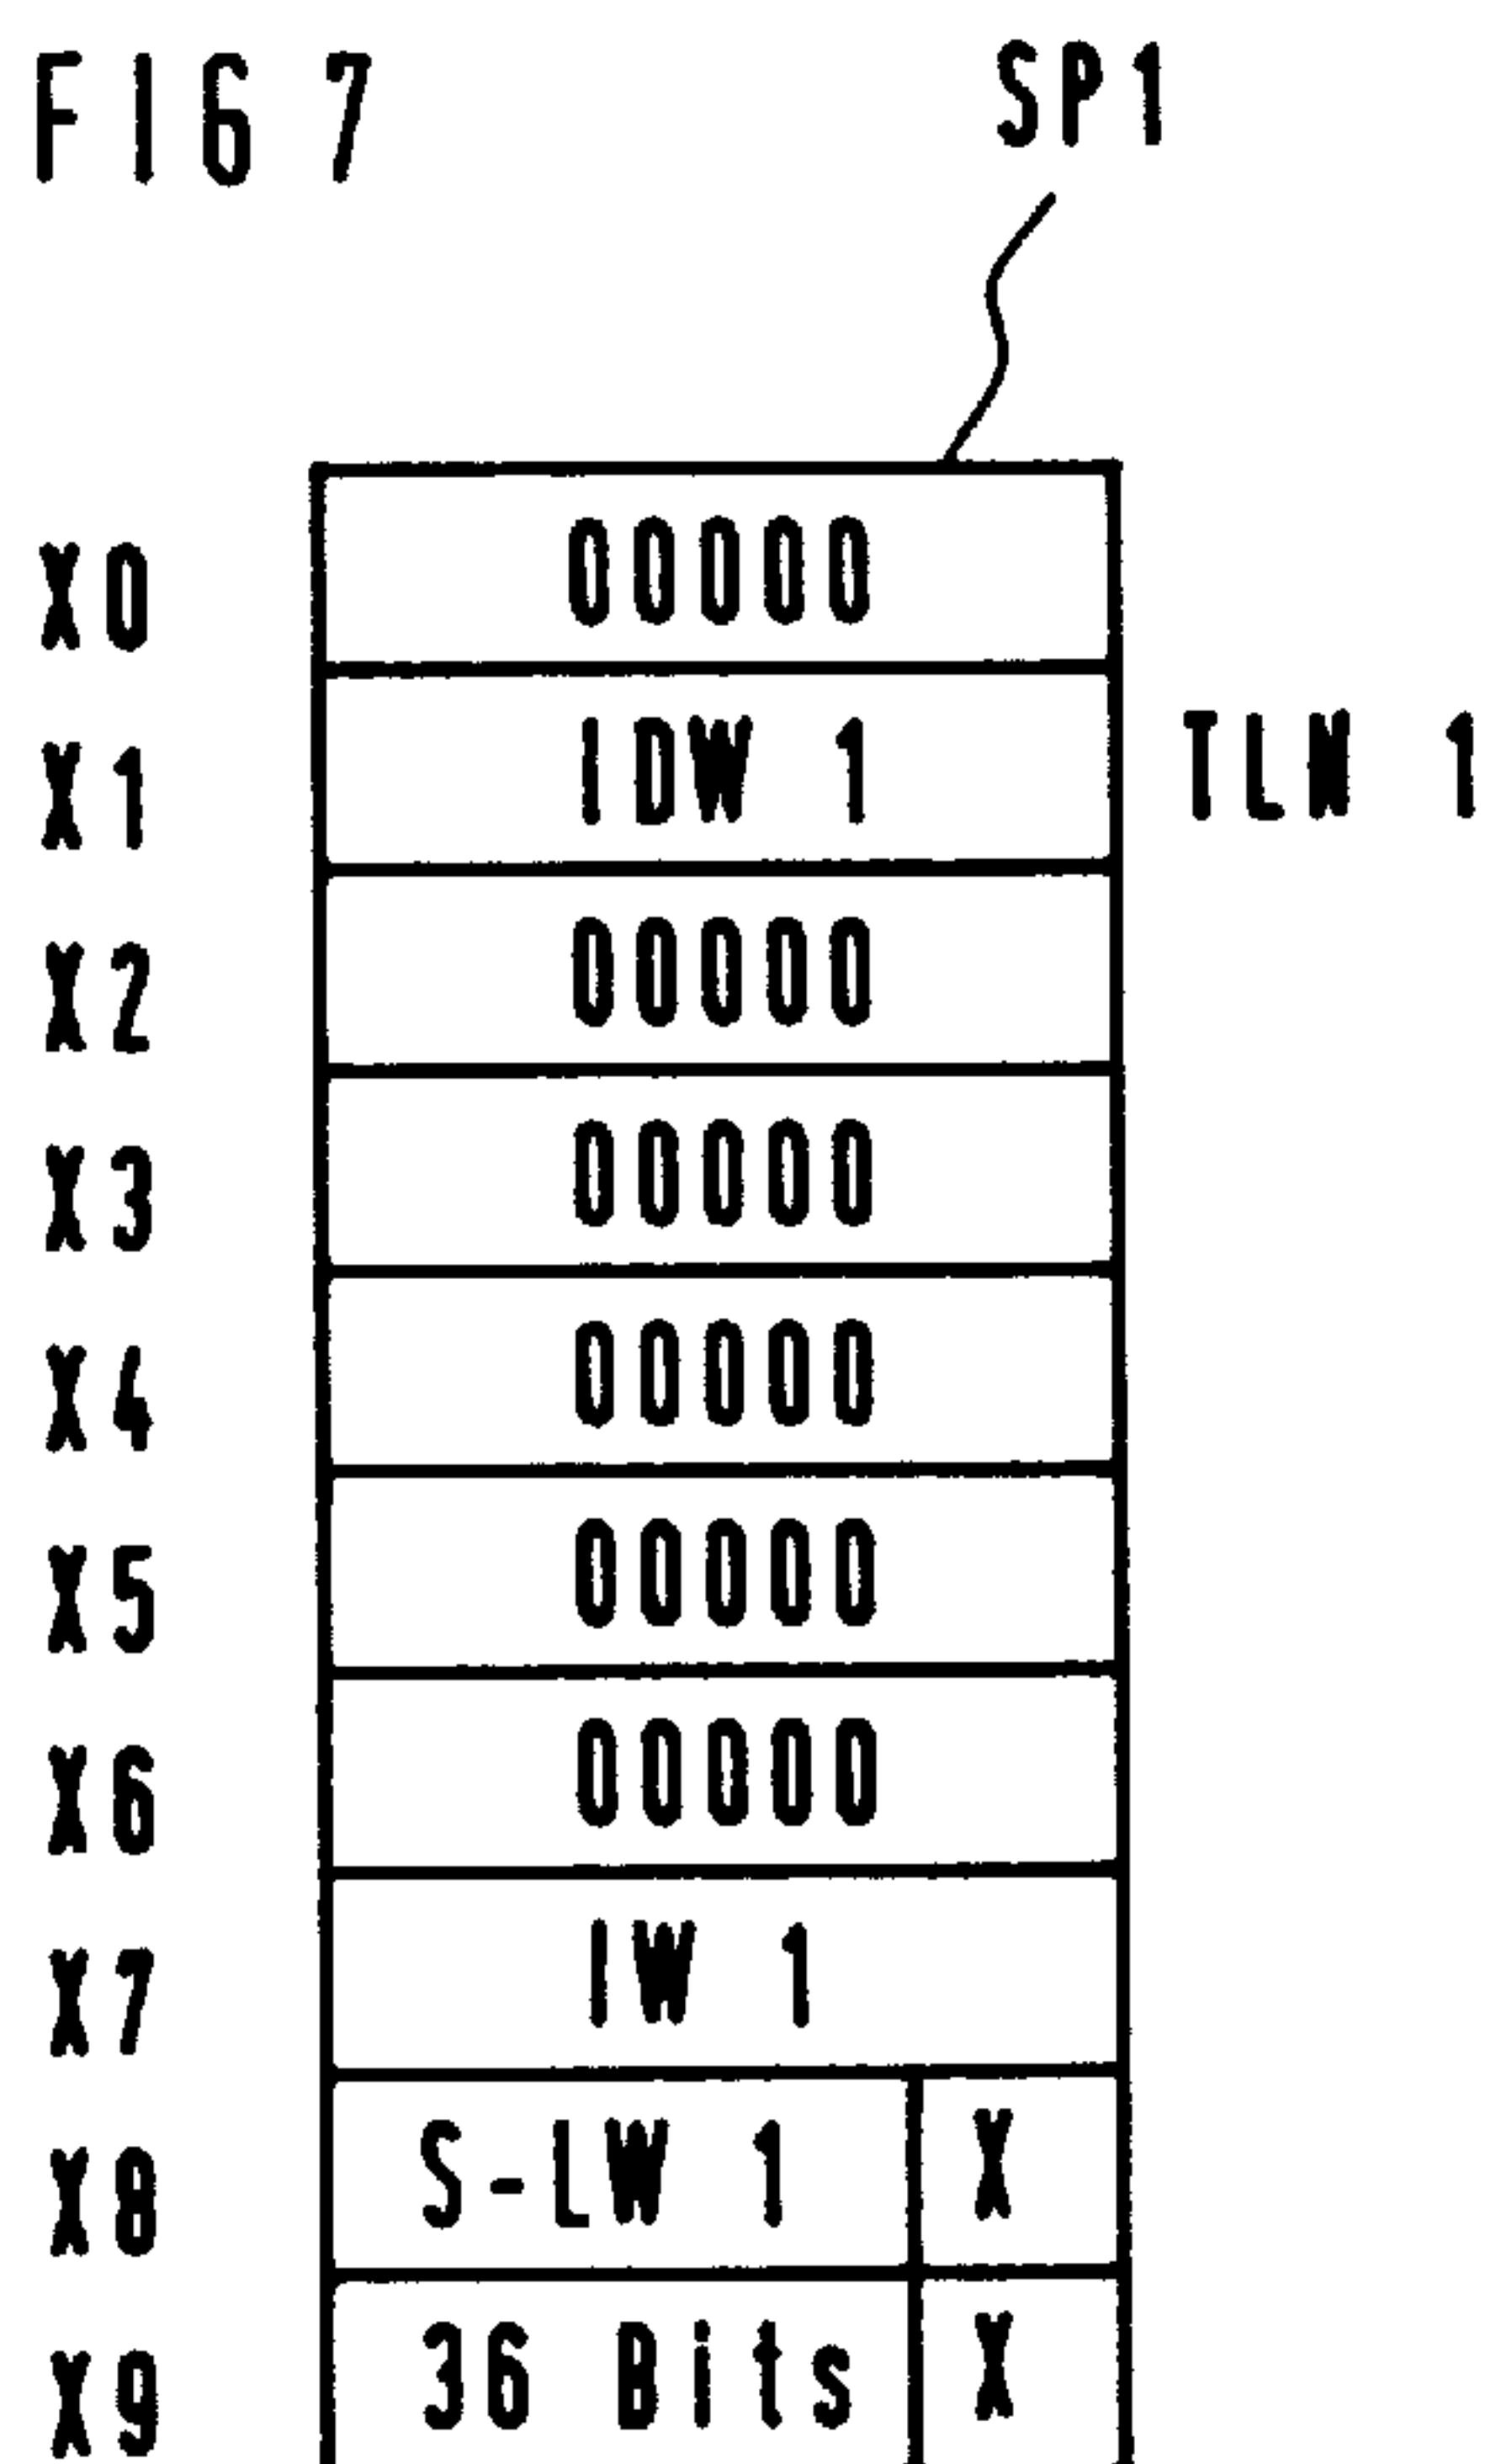 FIG 7 SP1
X0 00000
X1 IDW 1 TLN 1
X2 00000
X3 00000
X4 00000
X5 00000
X6 00000
X7 IW 1
X8 S-LW 1 X
X9 36 Bits X